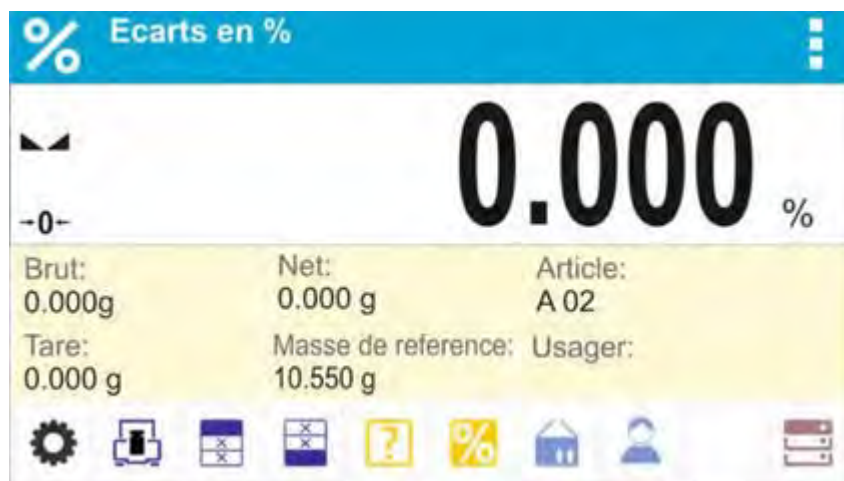 % Ecarts en %
0.000 %
→0←
Brut: Net: Article:
0.000g 0.000 g A 02
Tare: Masse de reference: Usager:
0.000 g 10.550 g
? %